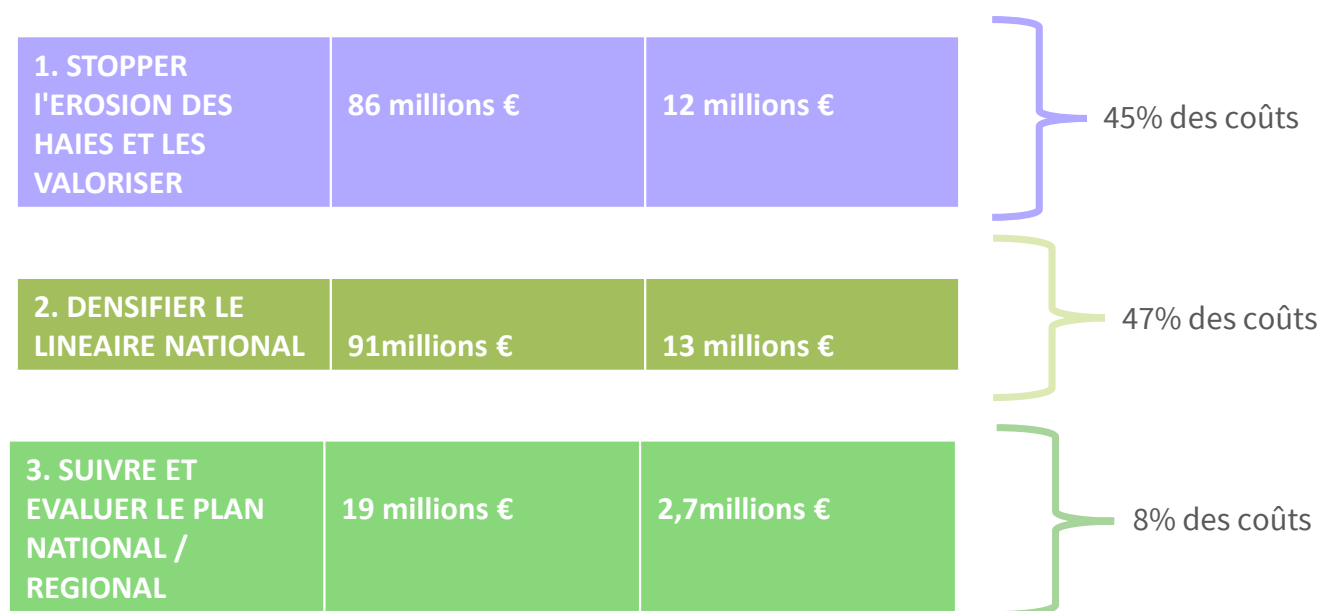 1. STOPPER
l'EROSION DES
HAIES ET LES
VALORISER
86 millions €
12 millions €
45% des coûts
2. DENSIFIER LE
LINEAIRE NATIONAL
91millions €
13 millions €
47% des coûts
3. SUIVRE ET
EVALUER LE PLAN
NATIONAL /
REGIONAL
19 millions €
2,7millions €
8% des coûts